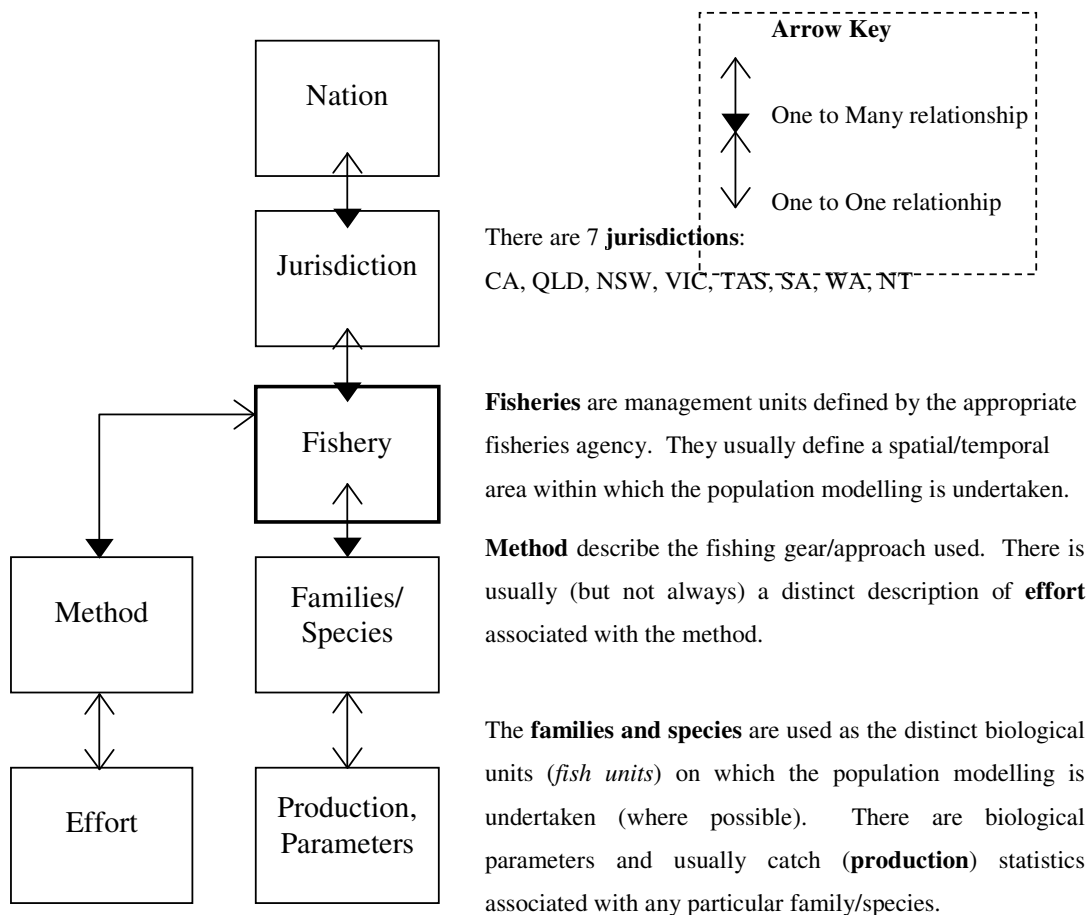 Arrow Key
One to Many relationship
One to One relationhip
Nation
Jurisdiction
There are 7 jurisdictions:
CA, QLD, NSW, VIC, TAS, SA, WA, NT
Fishery
Fisheries are management units defined by the appropriate
fisheries agency. They usually define a spatial/temporal
area within which the population modelling is undertaken.
Method
Families/
Species
Method describe the fishing gear/approach used. There is
usually (but not always) a distinct description of effort
associated with the method.
Effort
Production,
Parameters
The families and species are used as the distinct biological
units (fish units) on which the population modelling is
undertaken (where possible). There are biological
parameters and usually catch (production) statistics
associated with any particular family/species.